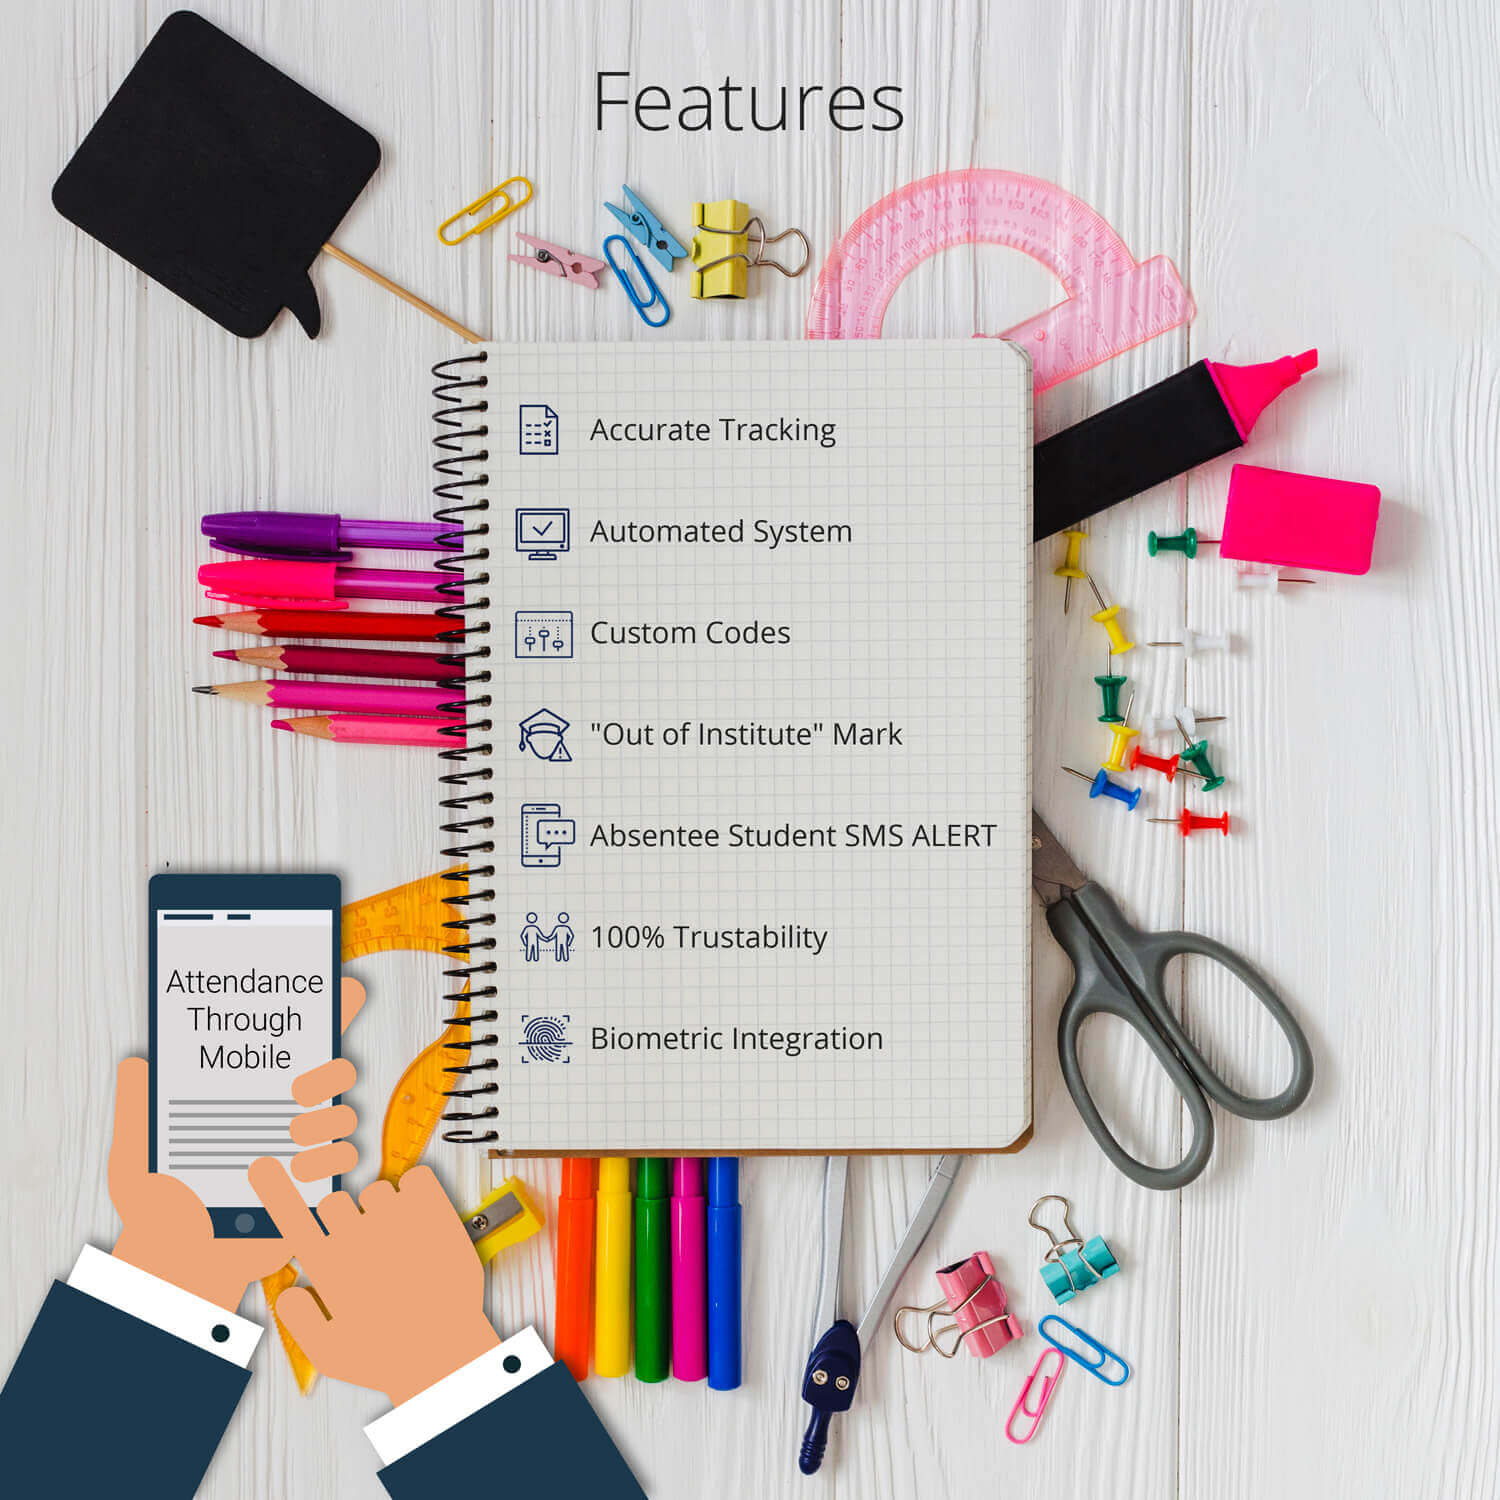 Features
Accurate Tracking
Automated System
Custom Codes
"Out of Institute" Mark
Absentee Student SMS ALERT
100% Trustability
Biometric Integration
Attendance
Through
Mobile